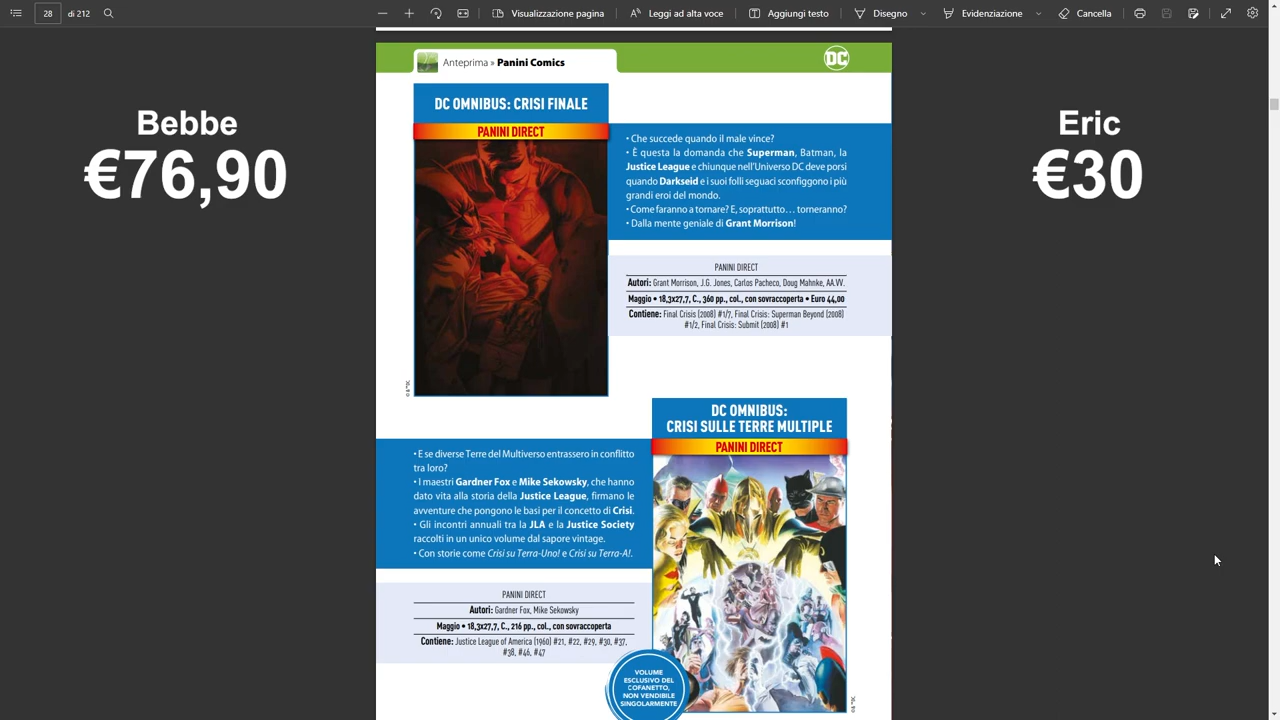 28 di 212
Visualizzazione di pagina
Aggiungi testo
Disegno
Evidenziazione
Cancella
Anteprima » Panini Comics
DC
Bebbe
€76,90
Eric
€30
DC OMNIBUS: CRISI FINALE
PANINI DIRECT
• Che succede quando il male vince?
• È questa la domanda che Superman, Batman, la
Justice League e chiunque nell'Universo DC deve porsi
quando Darkseid e i suoi folli seguaci sconfiggono i più
grandi eroi del mondo.
• Come faranno a tornare? E, soprattutto… torneranno?
• Dalla mente geniale di Grant Morrison!
PANINI DIRECT
Autori: Grant Morrison, J.G. Jones, Carlos Pacheco, Doug Mahnke, AA.VV.
Maggio • 18,3x27,7, C., 360 pp., col., con sovraccoperta • Euro 44,00
Contiene: Final Crisis (2008) #1/7, Final Crisis: Superman Beyond (2008)
#1/2, Final Crisis: Submit (2008) #1
© & ™ DC
DC OMNIBUS:
CRISI SULLE TERRE MULTIPLE
PANINI DIRECT
• E se diverse Terre del Multiverso entrassero in conflitto
tra loro?
• I maestri Gardner Fox e Mike Sekowsky, che hanno
dato vita alla storia della Justice League, firmano le
avventure che pongono le basi per il concetto di Crisi.
• Gli incontri annuali tra la JLA e la Justice Society
raccolti in un unico volume dal sapore vintage.
• Con storie come Crisi su Terra-Uno! e Crisi su Terra-A!.
PANINI DIRECT
Autori: Gardner Fox, Mike Sekowsky
Maggio • 18,3x27,7, C., 216 pp., col., con sovraccoperta
Contiene: Justice League of America (1960) #21, #22, #29, #30, #37,
#38, #46, #47
VOLUME
ESCLUSIVO DEL
COFANETTO,
NON VENDIBILE
SINGOLARMENTE
© & ™ DC